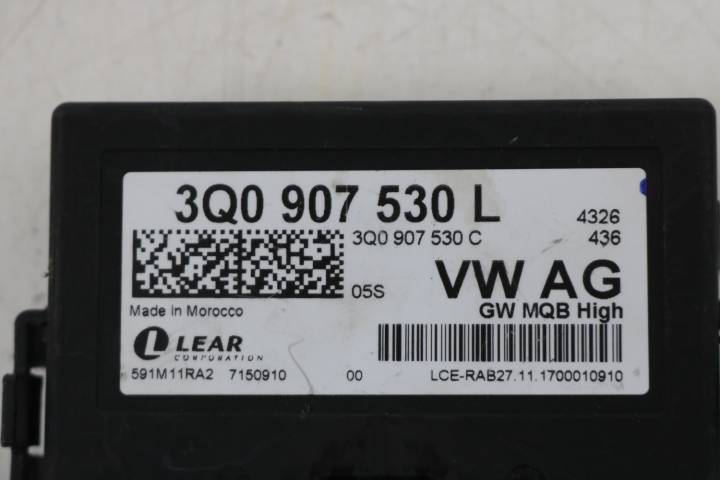 3Q0 907 530 L
4326
3Q0 907 530 C
436
05S
VW AG
Made in Morocco
GW MQB High
LEAR
CORPORATION
591M11RA2 7150910 00 LCE-RAB27.11.1700010910